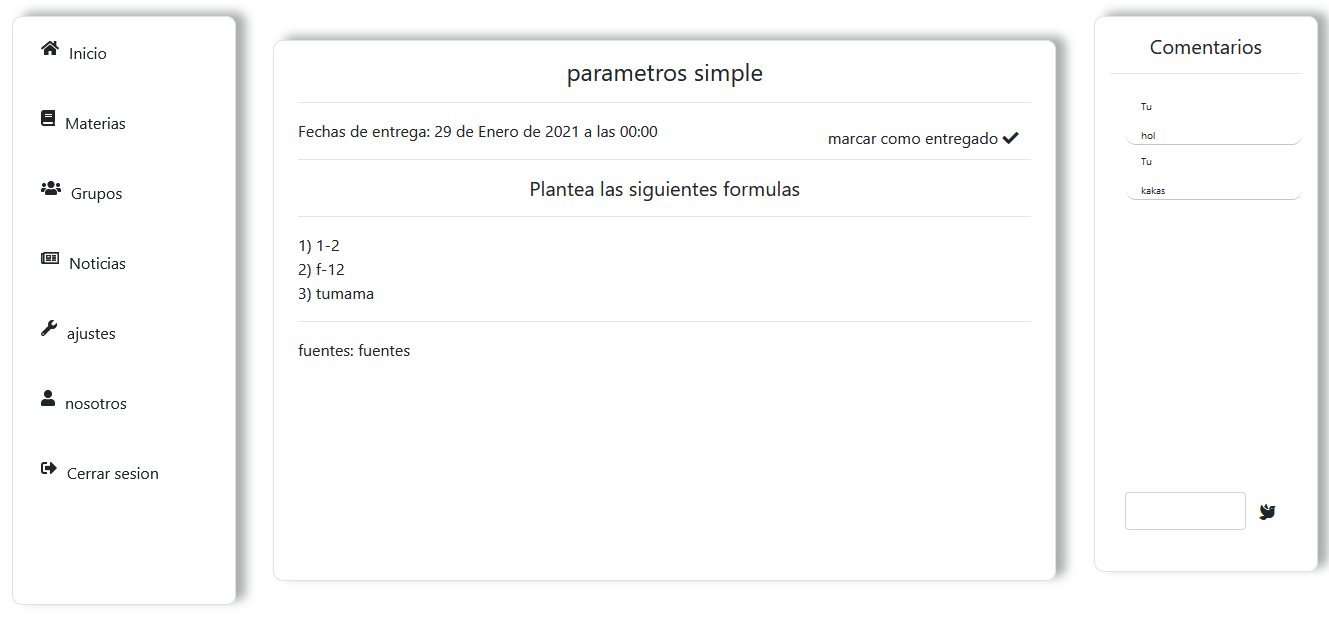 Inicio
Materias
Grupos
Noticias
ajustes
nosotros
Cerrar sesion
parametros simple
Fechas de entrega: 29 de Enero de 2021 a las 00:00
marcar como entregado
Plantea las siguientes formulas
1) 1-2
2) f-12
3) tumama
fuentes: fuentes
Comentarios
Tu
hol
Tu
kakas